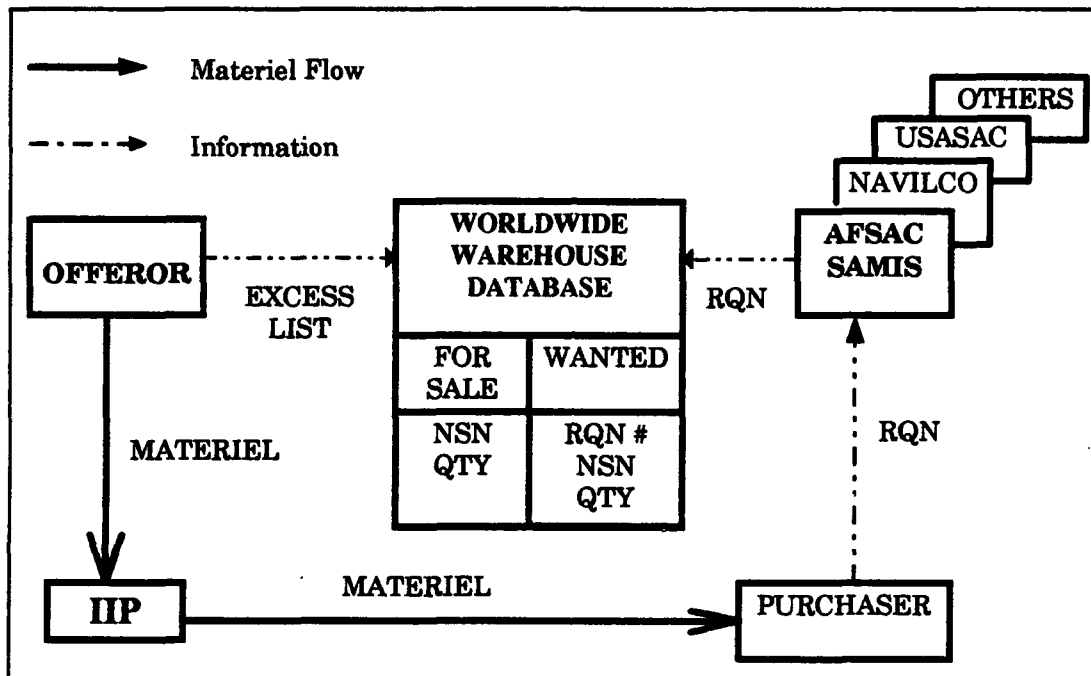 Materiel Flow
Information
OTHERS
USASAC
NAVILCO
AFSAC
SAMIS
OFFEROR
EXCESS
LIST
WORLDWIDE
WAREHOUSE
DATABASE
RQN
FOR
SALE
WANTED
NSN
QTY
RQN #
NSN
QTY
RQN
MATERIEL
IIP
MATERIEL
PURCHASER